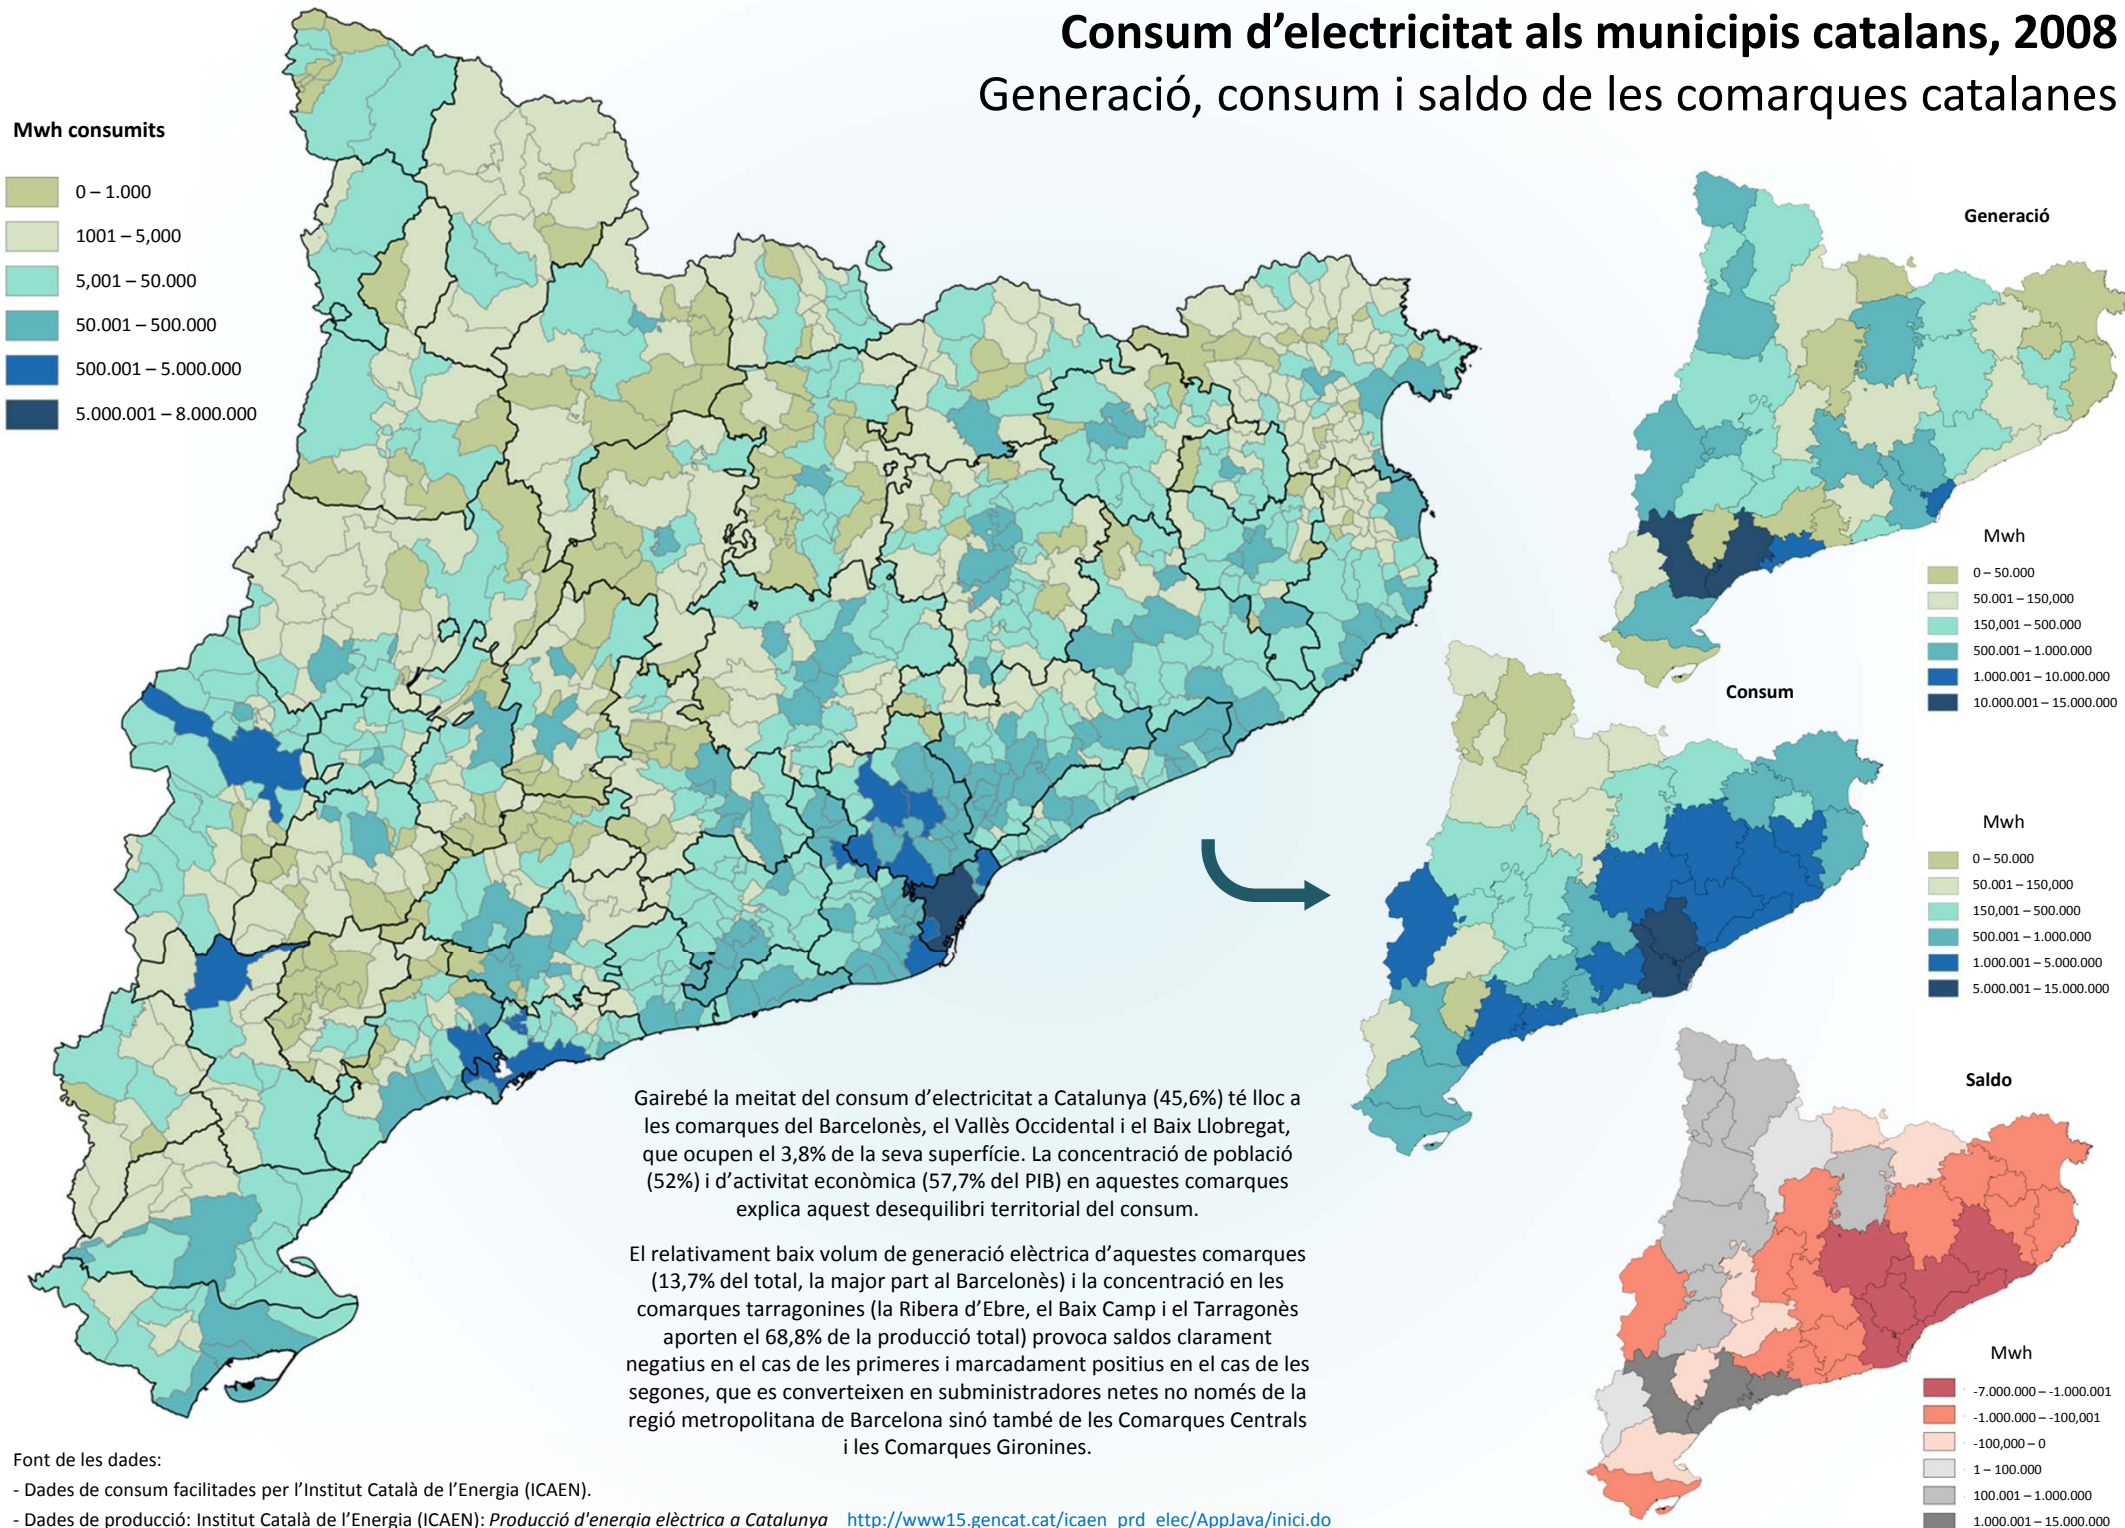 Consum d'electricitat als municipis catalans, 2008
Generació, consum i saldo de les comarques catalanes
Mwh consumits
0 – 1.000
1001 – 5,000
5,001 – 50.000
50.001 – 500.000
500.001 – 5.000.000
5.000.001 – 8.000.000
Generació
Mwh
0 – 50.000
50.001 – 150,000
150,001 – 500.000
500.001 – 1.000.000
1.000.001 – 10.000.000
10.000.001 – 15.000.000
Consum
Mwh
0 – 50.000
50.001 – 150,000
150,001 – 500.000
500.001 – 1.000.000
1.000.001 – 5.000.000
5.000.001 – 15.000.000
Saldo
Mwh
-7.000.000 – -1.000.001
-1.000.000 – -100,001
-100,000 – 0
1 – 100.000
100.001 – 1.000.000
1.000.001 – 15.000.000
Gairebé la meitat del consum d'electricitat a Catalunya (45,6%) té lloc a
les comarques del Barcelonès, el Vallès Occidental i el Baix Llobregat,
que ocupen el 3,8% de la seva superfície. La concentració de població
(52%) i d'activitat econòmica (57,7% del PIB) en aquestes comarques
explica aquest desequilibri territorial del consum.
El relativament baix volum de generació elèctrica d'aquestes comarques
(13,7% del total, la major part al Barcelonès) i la concentració en les
comarques tarragonines (la Ribera d'Ebre, el Baix Camp i el Tarragonès
aporten el 68,8% de la producció total) provoca saldos clarament
negatius en el cas de les primeres i marcadament positius en el cas de les
segones, que es converteixen en subministradores netes no només de la
regió metropolitana de Barcelona sinó també de les Comarques Centrals
i les Comarques Gironines.
Font de les dades:
- Dades de consum facilitades per l'Institut Català de l'Energia (ICAEN).
- Dades de producció: Institut Català de l'Energia (ICAEN): Producció d'energia elèctrica a Catalunya http://www15.gencat.cat/icaen_prd_elec/AppJava/inici.do